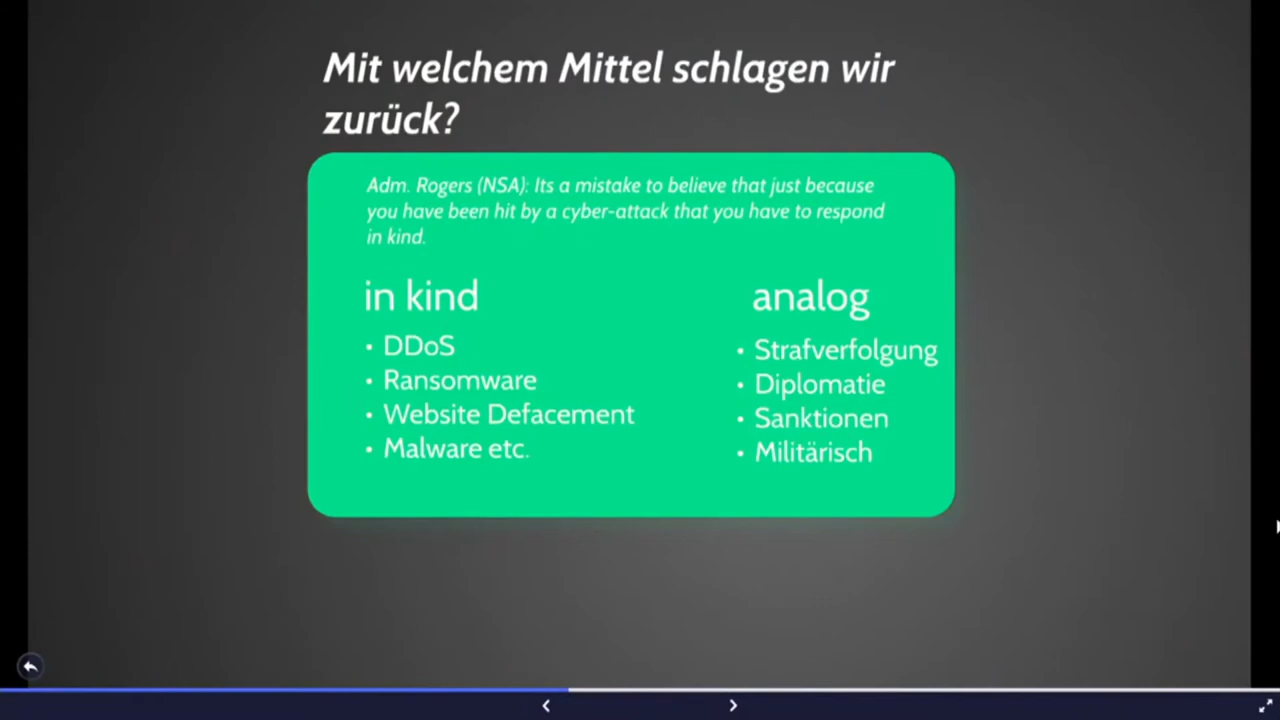 Mit welchem Mittel schlagen wir
zurück?
Adm. Rogers (NSA): Its a mistake to believe that just because
you have been hit by a cyber-attack that you have to respond
in kind.
in kind
• DDoS
• Ransomware
• Website Defacement
• Malware etc.
analog
• Strafverfolgung
• Diplomatie
• Sanktionen
• Militärisch